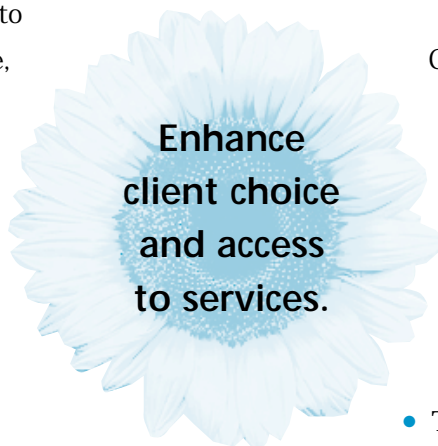 to
e,
Enhance
client choice
and access
to services.
• T